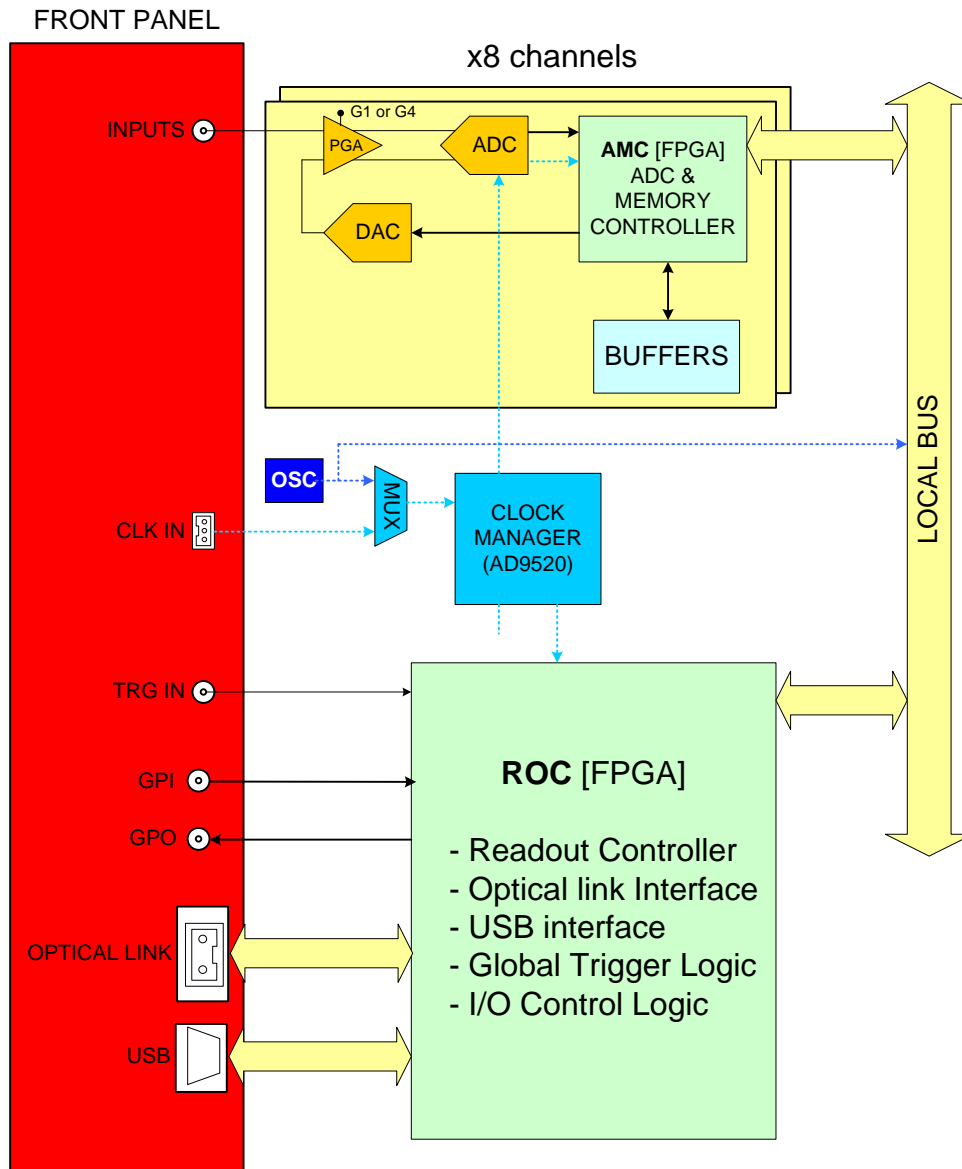 FRONT PANEL
x8 channels
INPUTS
G1 or G4
PGA
ADC
AMC [FPGA]
ADC &
MEMORY
CONTROLLER
DAC
BUFFERS
LOCAL BUS
OSC
MUX
CLK IN
CLOCK
MANAGER
(AD9520)
TRG IN
GPI
GPO
OPTICAL LINK
USB
ROC [FPGA]
- Readout Controller
- Optical link Interface
- USB interface
- Global Trigger Logic
- I/O Control Logic